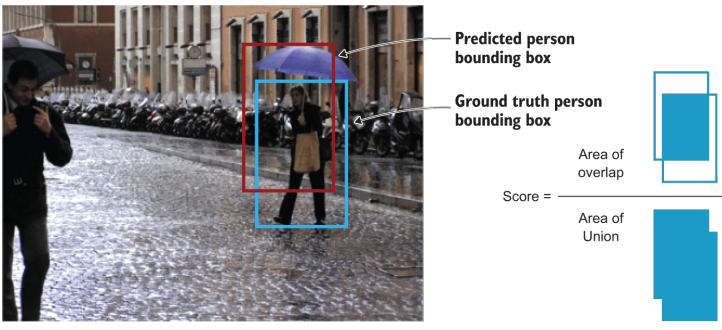 Predicted person
bounding box
Ground truth person
bounding box
Area of
overlap
Score =
Area of
Union